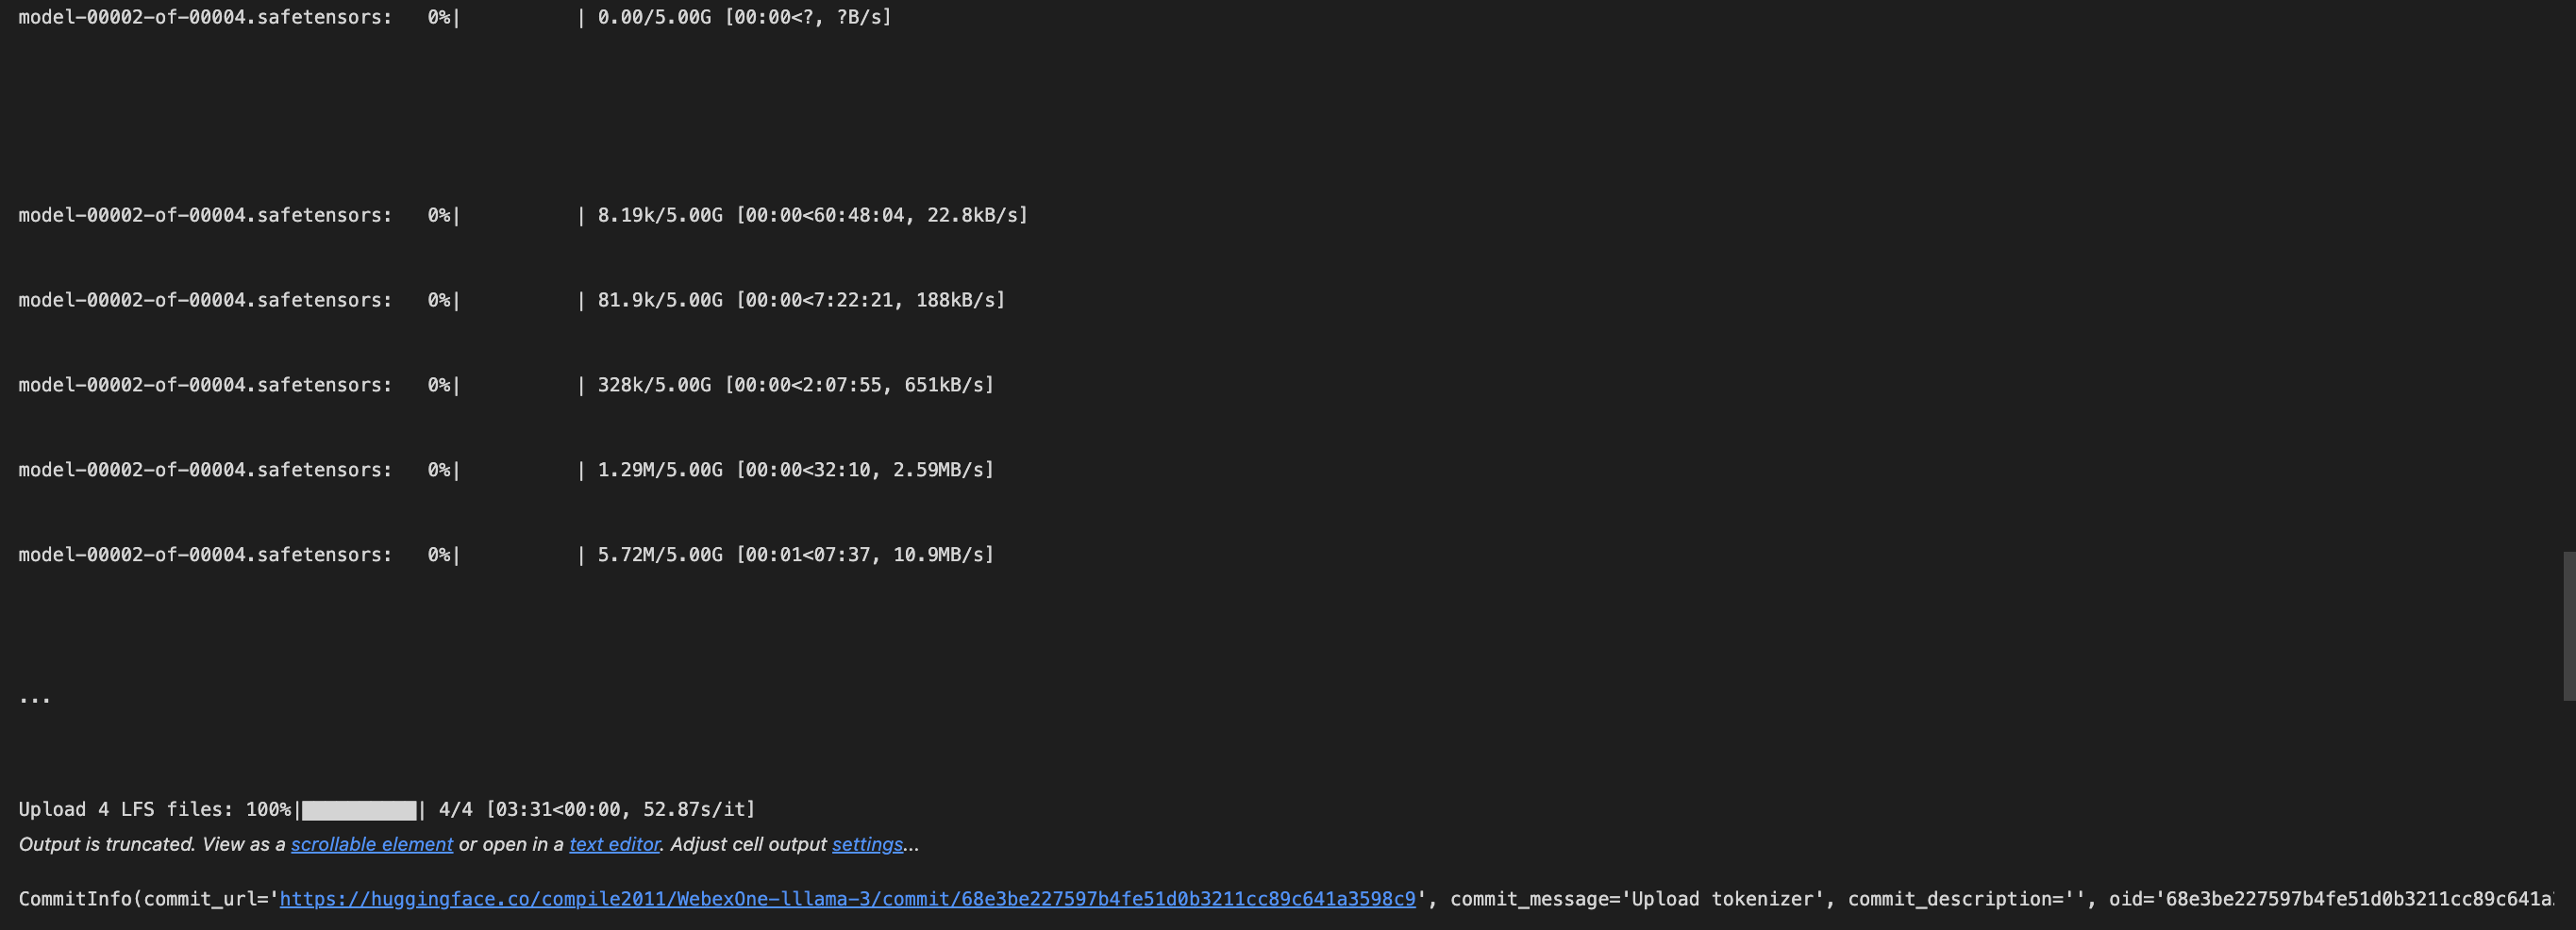 model-00002-of-00004.safetensors:   0%|          | 0.00/5.00G [00:00<?, ?B/s]
model-00002-of-00004.safetensors:   0%|          | 8.19k/5.00G [00:00<60:48:04, 22.8kB/s]
model-00002-of-00004.safetensors:   0%|          | 81.9k/5.00G [00:00<7:22:21, 188kB/s]
model-00002-of-00004.safetensors:   0%|          | 328k/5.00G [00:00<2:07:55, 651kB/s]
model-00002-of-00004.safetensors:   0%|          | 1.29M/5.00G [00:00<32:10, 2.59MB/s]
model-00002-of-00004.safetensors:   0%|          | 5.72M/5.00G [00:01<07:37, 10.9MB/s]
...
Upload 4 LFS files: 100%|██████████| 4/4 [03:31<00:00, 52.87s/it]
Output is truncated. View as a scrollable element or open in a text editor. Adjust cell output settings...
CommitInfo(commit_url='https://huggingface.co/compile2011/WebexOne-lllama-3/commit/68e3be227597b4fe51d0b3211cc89c641a3598c9', commit_message='Upload tokenizer', commit_description='', oid='68e3be227597b4fe51d0b3211cc89c641a